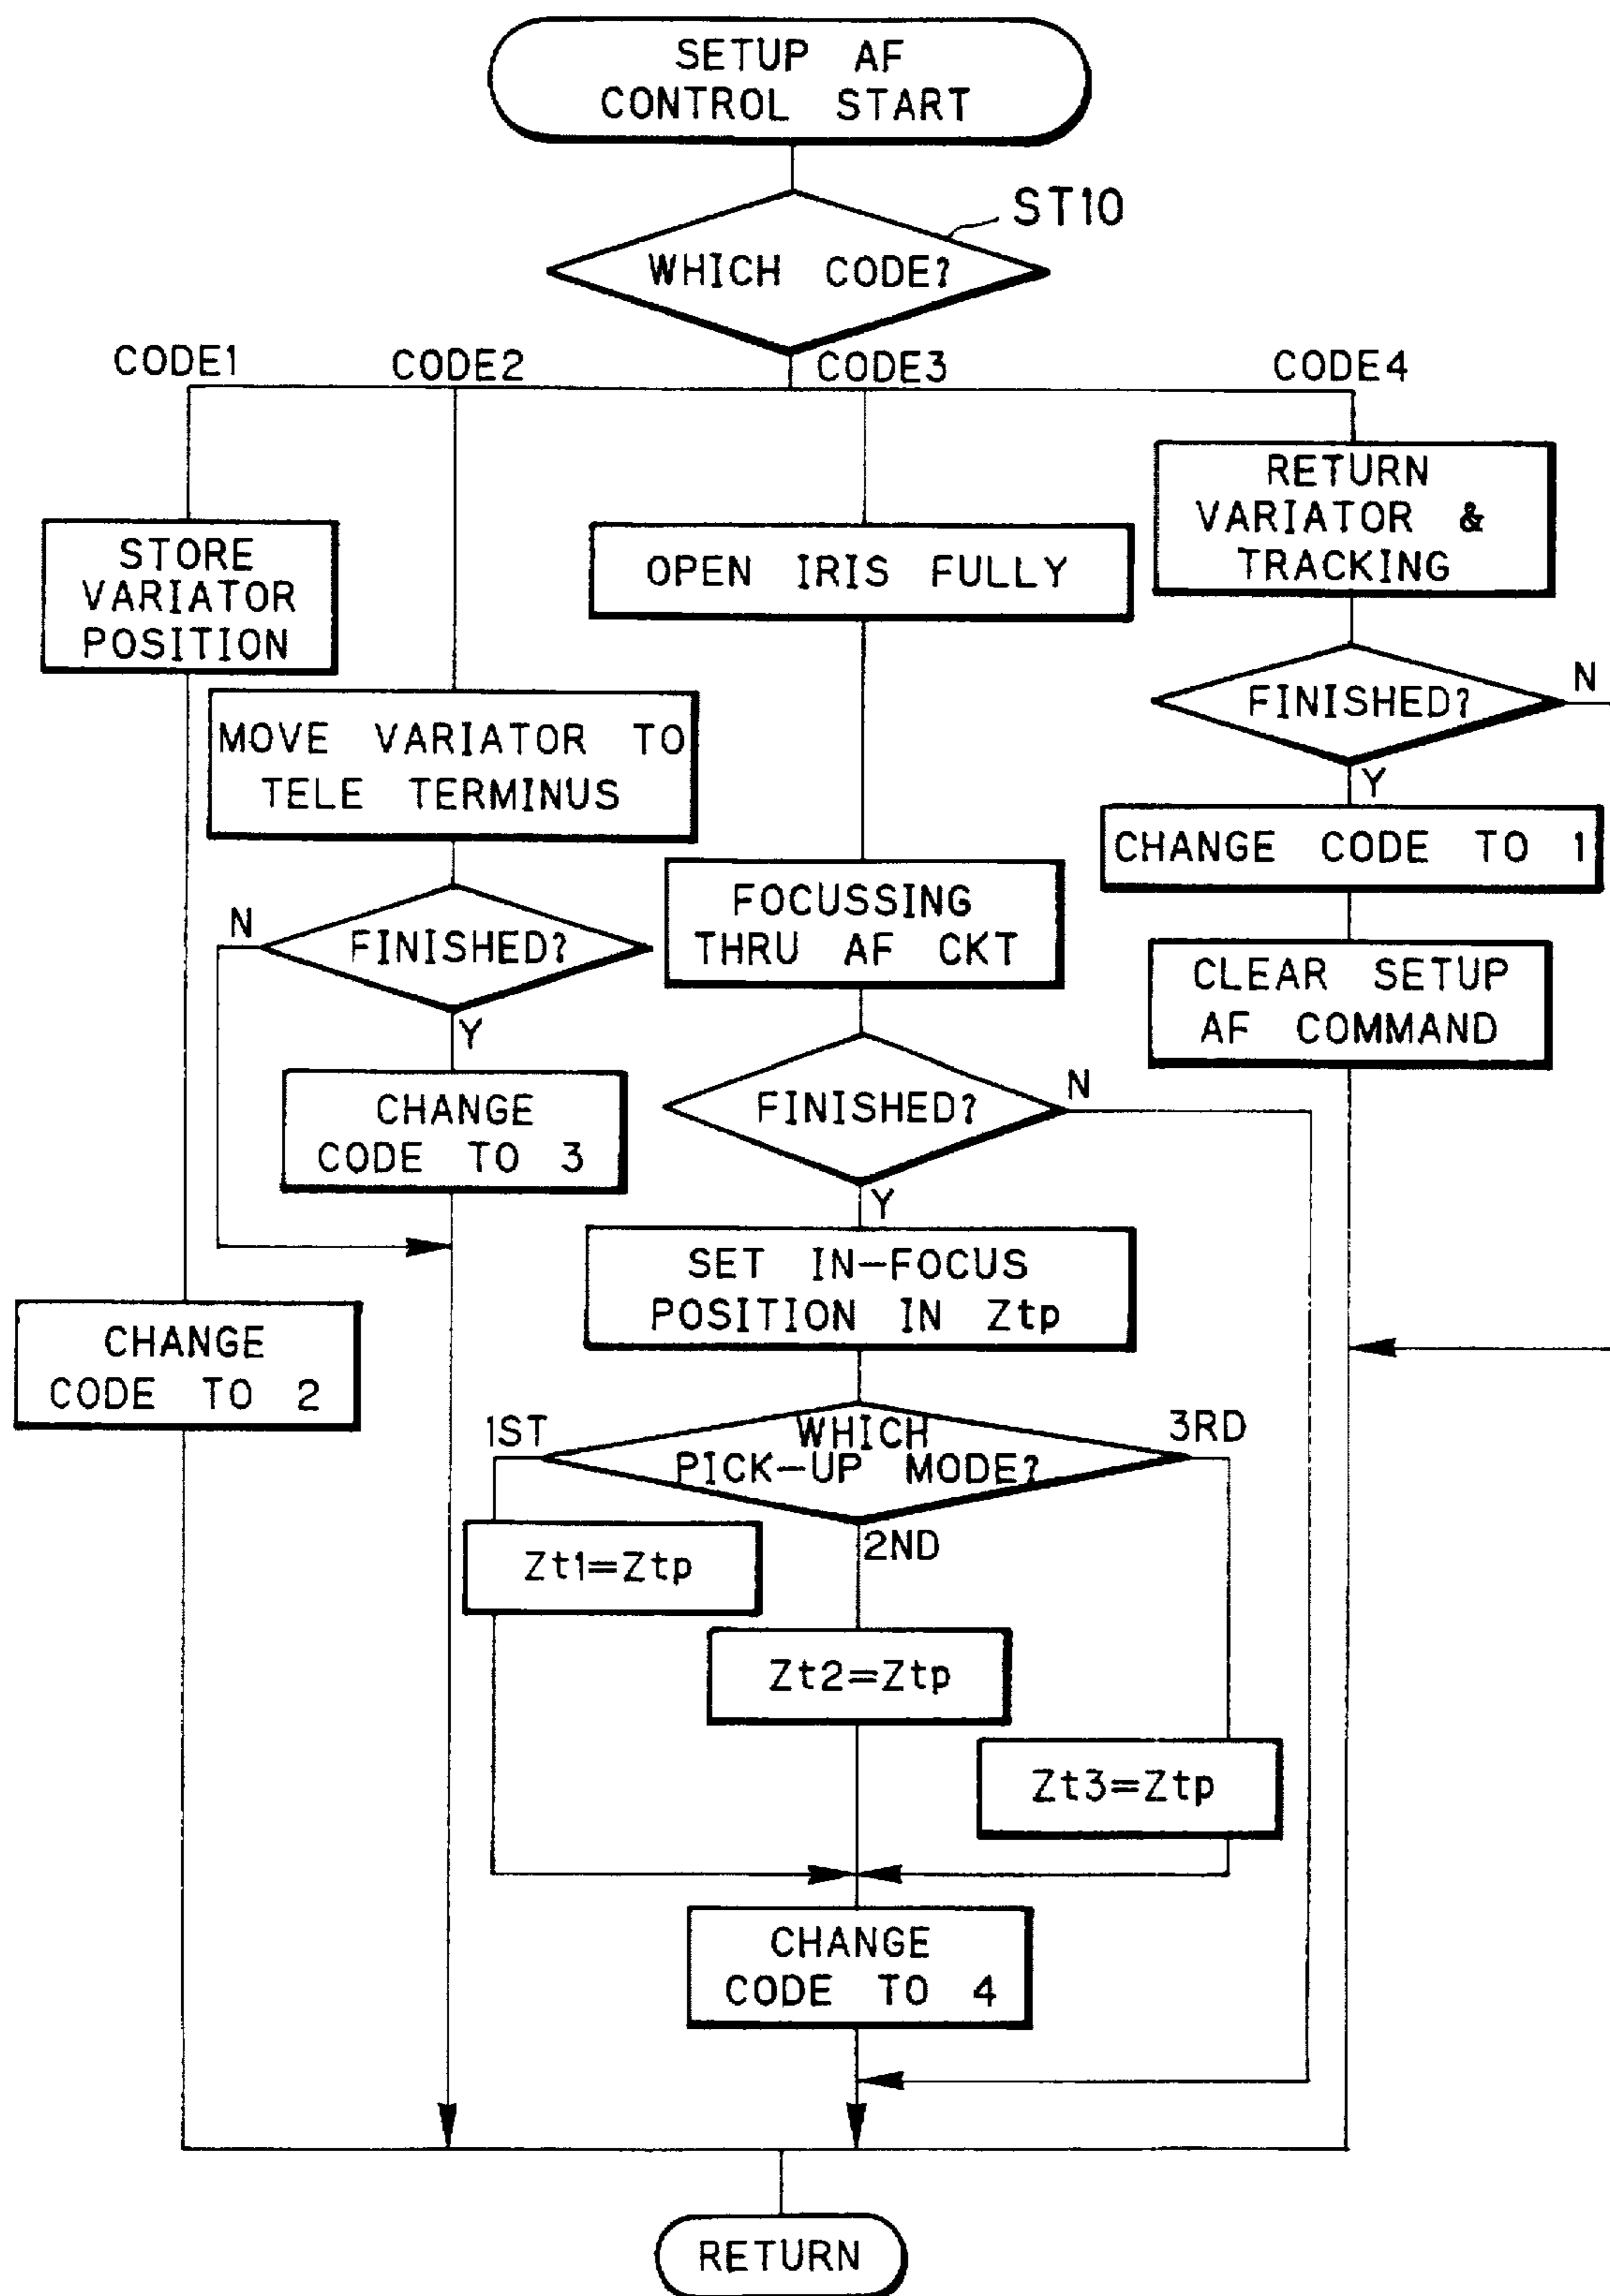 SETUP AF
CONTROL START
ST10
WHICH CODE?
CODE1
CODE2
CODE3
CODE4
STORE
VARIATOR
POSITION
CHANGE
CODE TO 2
MOVE VARIATOR TO
TELE TERMINUS
FINISHED?
N
Y
CHANGE
CODE TO 3
OPEN IRIS FULLY
FOCUSSING
THRU AF CKT
FINISHED?
N
Y
SET IN-FOCUS
POSITION IN Ztp
WHICH
PICK-UP MODE?
1ST
2ND
3RD
Zt1=Ztp
Zt2=Ztp
Zt3=Ztp
CHANGE
CODE TO 4
RETURN
VARIATOR &
TRACKING
FINISHED?
N
Y
CHANGE CODE TO 1
CLEAR SETUP
AF COMMAND
RETURN